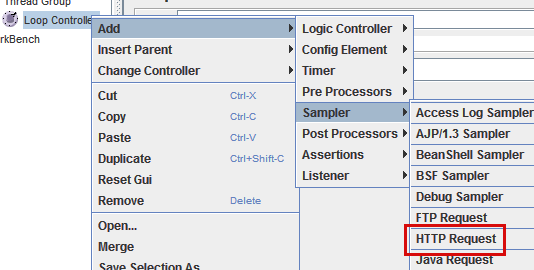 Thread Group
Loop Controlle
rkBench
Add
Insert Parent
Change Controller
Cut Ctrl-X
Copy Ctrl-C
Paste Ctrl-V
Duplicate Ctrl+Shift-C
Reset Gui
Remove Delete
Open...
Merge
Save Selection As
Logic Controller
Config Element
Timer
Pre Processors
Sampler
Post Processors
Assertions
Listener
Access Log Sampler
AJP/1.3 Sampler
BeanShell Sampler
BSF Sampler
Debug Sampler
FTP Request
HTTP Request
Java Request